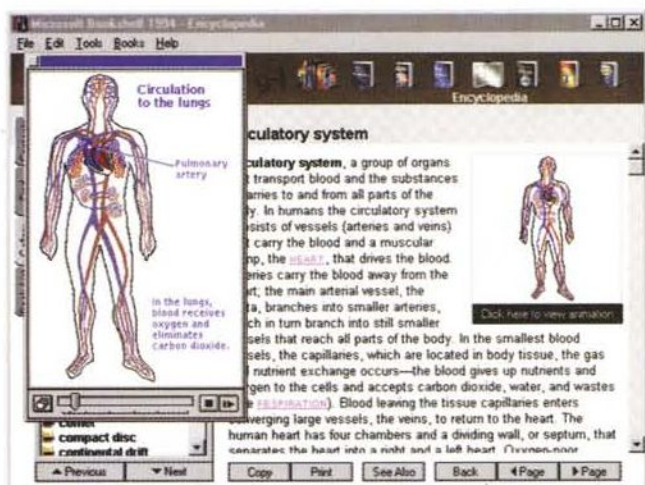 Microsoft Bookshelf 1994 - Encyclopedia
File Edit Tools Books Help
Encyclopedia
Circulation
to the lungs
Pulmonary
artery
In the lungs,
blood receives
oxygen and
eliminates
carbon dioxide.
culatory system
culatory system, a group of organs
t transport blood and the substances
arries to and from all parts of the
y. In humans the circulatory system
sists of vessels (arteries and veins)
t carry the blood and a muscular
mp, the HEART, that drives the blood.
eries carry the blood away from the
rt; the main arterial vessel, the
ta, branches into smaller arteries,
ch in turn branch into still smaller
sels that reach all parts of the body. In the smallest blood
sels, the capillaries, which are located in body tissue, the gas
nutrient exchange occurs—the blood gives up nutrients and
gen to the cells and accepts carbon dioxide, water, and wastes
RESPIRATION). Blood leaving the tissue capillaries enters
verging large vessels, the veins, to return to the heart. The
human heart has four chambers and a dividing wall, or septum, that
separates the heart into a right and a left heart. Oxygen-poor
Click here to view animation
comet
compact disc
continental drift
Previous Next Copy Print See Also Back Page Page